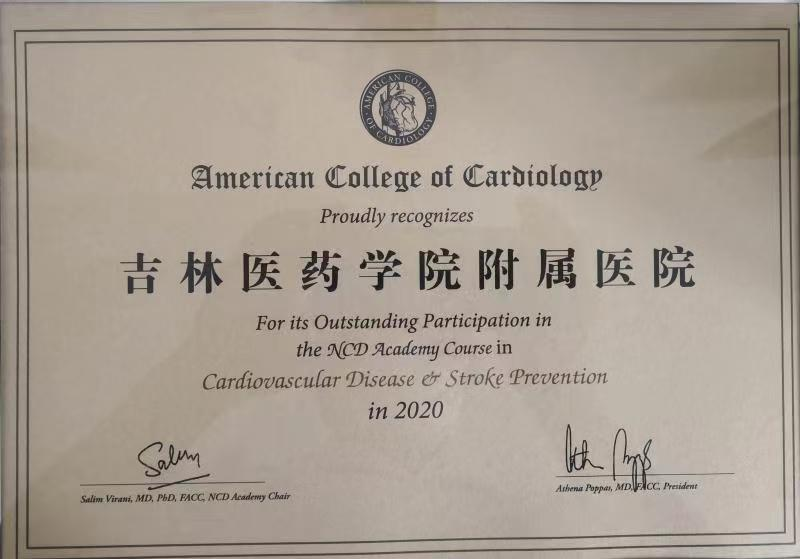 AMERICAN COLLEGE
OF CARDIOLOGY
American College of Cardiology
Proudly recognizes
吉林医药学院附属医院
For its Outstanding Participation in
the NCD Academy Course in
Cardiovascular Disease & Stroke Prevention
in 2020
Salim
Salim Virani, MD, PhD, FACC, NCD Academy Chair
Athena Poppas, MD, FACC, President